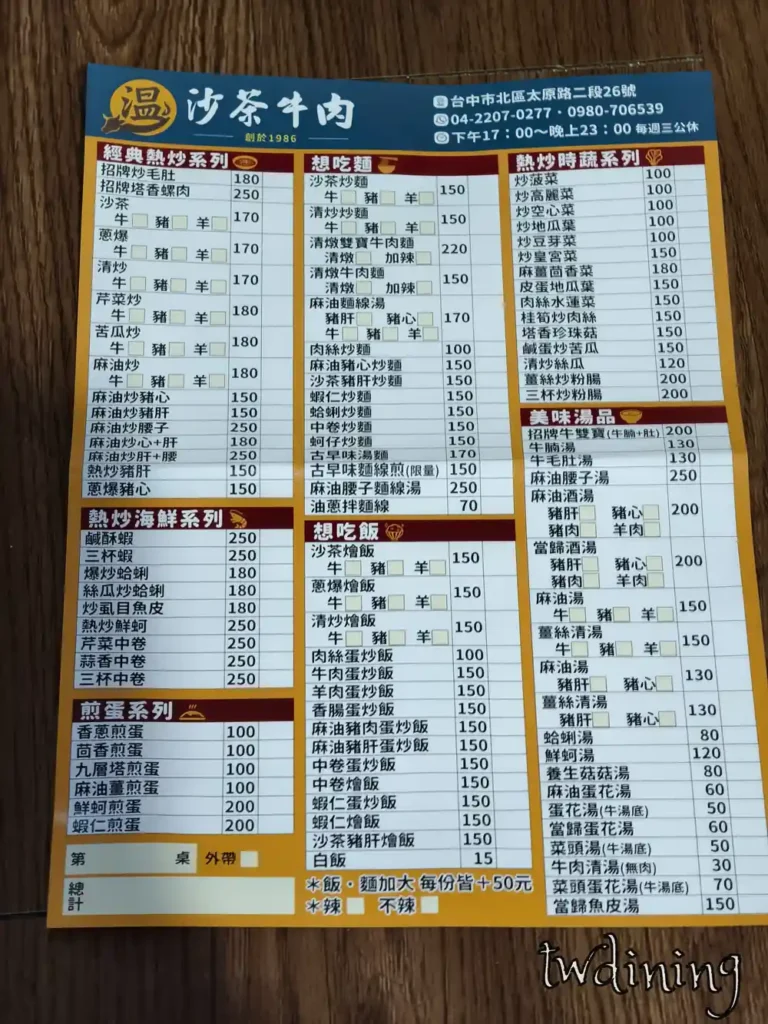 溫 沙茶牛肉
創於1986
台中市北區太原路二段26號
04-2207-0277・0980-706539
下午17：00～晚上23：00 每週三公休
經典熱炒系列
招牌炒毛肚 180
招牌塔香螺肉 250
沙茶
牛 豬 羊 170
蔥爆
牛 豬 羊 170
清炒
牛 豬 羊 170
芹菜炒
牛 豬 羊 180
苦瓜炒
牛 豬 羊 180
麻油炒
牛 豬 羊 180
麻油炒豬心 150
麻油炒豬肝 150
麻油炒腰子 250
麻油炒心+肝 180
麻油炒肝+腰 250
熱炒豬肝 150
蔥爆豬心 150
熱炒海鮮系列
鹹酥蝦 250
三杯蝦 250
爆炒蛤蜊 180
絲瓜炒蛤蜊 180
炒虱目魚皮 180
熱炒鮮蚵 250
芹菜中卷 250
蒜香中卷 250
三杯中卷 250
煎蛋系列
香蔥煎蛋 100
茴香煎蛋 100
九層塔煎蛋 100
麻油薑煎蛋 100
鮮蚵煎蛋 200
蝦仁煎蛋 200
第 桌 外帶
總計
想吃麵
沙茶炒麵
牛 豬 羊 150
清炒炒麵
牛 豬 羊 150
清燉雙寶牛肉麵
清燉 加辣 220
清燉牛肉麵
清燉 加辣 150
麻油麵線湯
豬肝 豬心 170
牛 豬 羊
肉絲炒麵 100
麻油豬心炒麵 150
沙茶豬肝炒麵 150
蝦仁炒麵 150
蛤蜊炒麵 150
中卷炒麵 150
蚵仔炒麵 150
古早味湯麵 170
古早味麵線煎(限量) 150
麻油腰子麵線湯 250
油蔥拌麵線 70
想吃飯
沙茶燴飯
牛 豬 羊 150
蔥爆燴飯
牛 豬 羊 150
清炒燴飯
牛 豬 羊 150
肉絲蛋炒飯 100
牛肉蛋炒飯 150
羊肉蛋炒飯 150
香腸蛋炒飯 150
麻油豬肉蛋炒飯 150
麻油豬肝蛋炒飯 150
中卷蛋炒飯 150
中卷燴飯 150
蝦仁蛋炒飯 150
蝦仁燴飯 150
沙茶豬肝燴飯 150
白飯 15
＊飯・麵加大 每份皆＋50元
＊辣 不辣
熱炒時蔬系列
炒菠菜 100
炒高麗菜 100
炒空心菜 100
炒地瓜葉 100
炒豆芽菜 100
炒皇宮菜 150
麻薑茴香菜 180
皮蛋地瓜葉 150
肉絲水蓮菜 150
桂筍炒肉絲 150
塔香珍珠菇 150
鹹蛋炒苦瓜 150
清炒絲瓜 120
薑絲炒粉腸 200
三杯炒粉腸 200
美味湯品
招牌牛雙寶(牛腩+肚) 200
牛腩湯 130
牛毛肚湯 130
麻油腰子湯 250
麻油酒湯
豬肝 豬心 200
豬肉 羊肉
當歸酒湯
豬肝 豬心 200
豬肉 羊肉
麻油湯
牛 豬 羊 150
薑絲清湯
牛 豬 羊 150
麻油湯
豬肝 豬心 130
薑絲清湯
豬肝 豬心 130
蛤蜊湯 80
鮮蚵湯 120
養生菇菇湯 80
麻油蛋花湯 60
蛋花湯(牛湯底) 50
當歸蛋花湯 60
菜頭湯(牛湯底) 50
牛肉清湯(無肉) 30
菜頭蛋花湯(牛湯底) 70
當歸魚皮湯 150
twdining